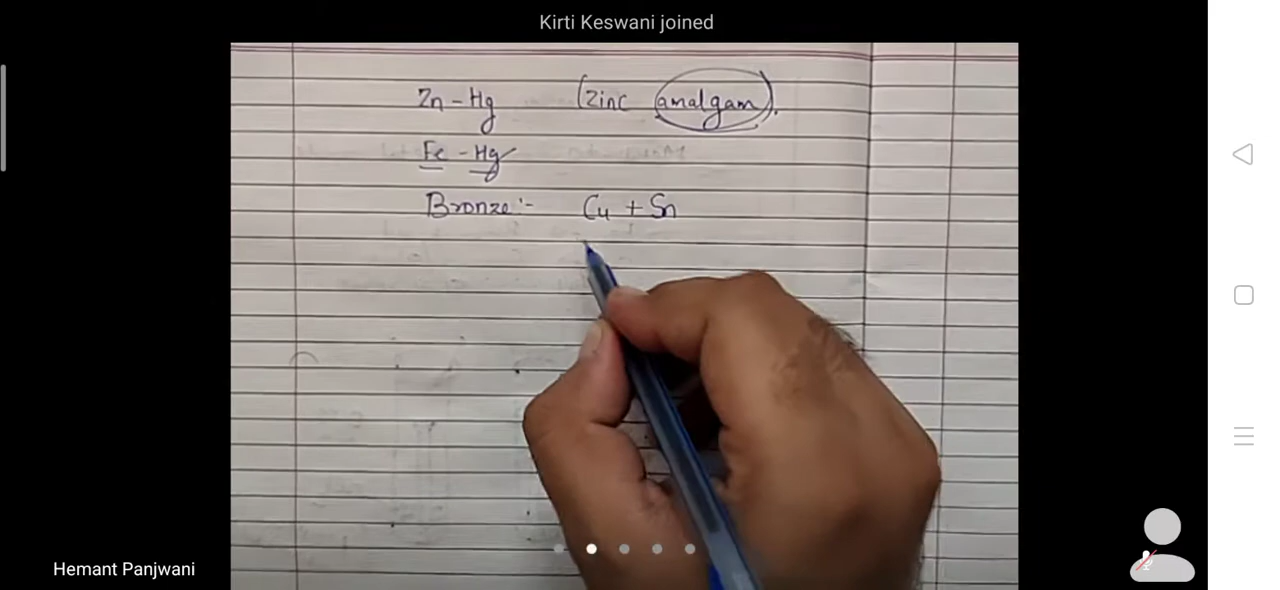 Kirti Keswani joined
Zn - Hg (Zinc amalgam).
Fe - Hg
Bronze :- Cu + Sn
Hemant Panjwani